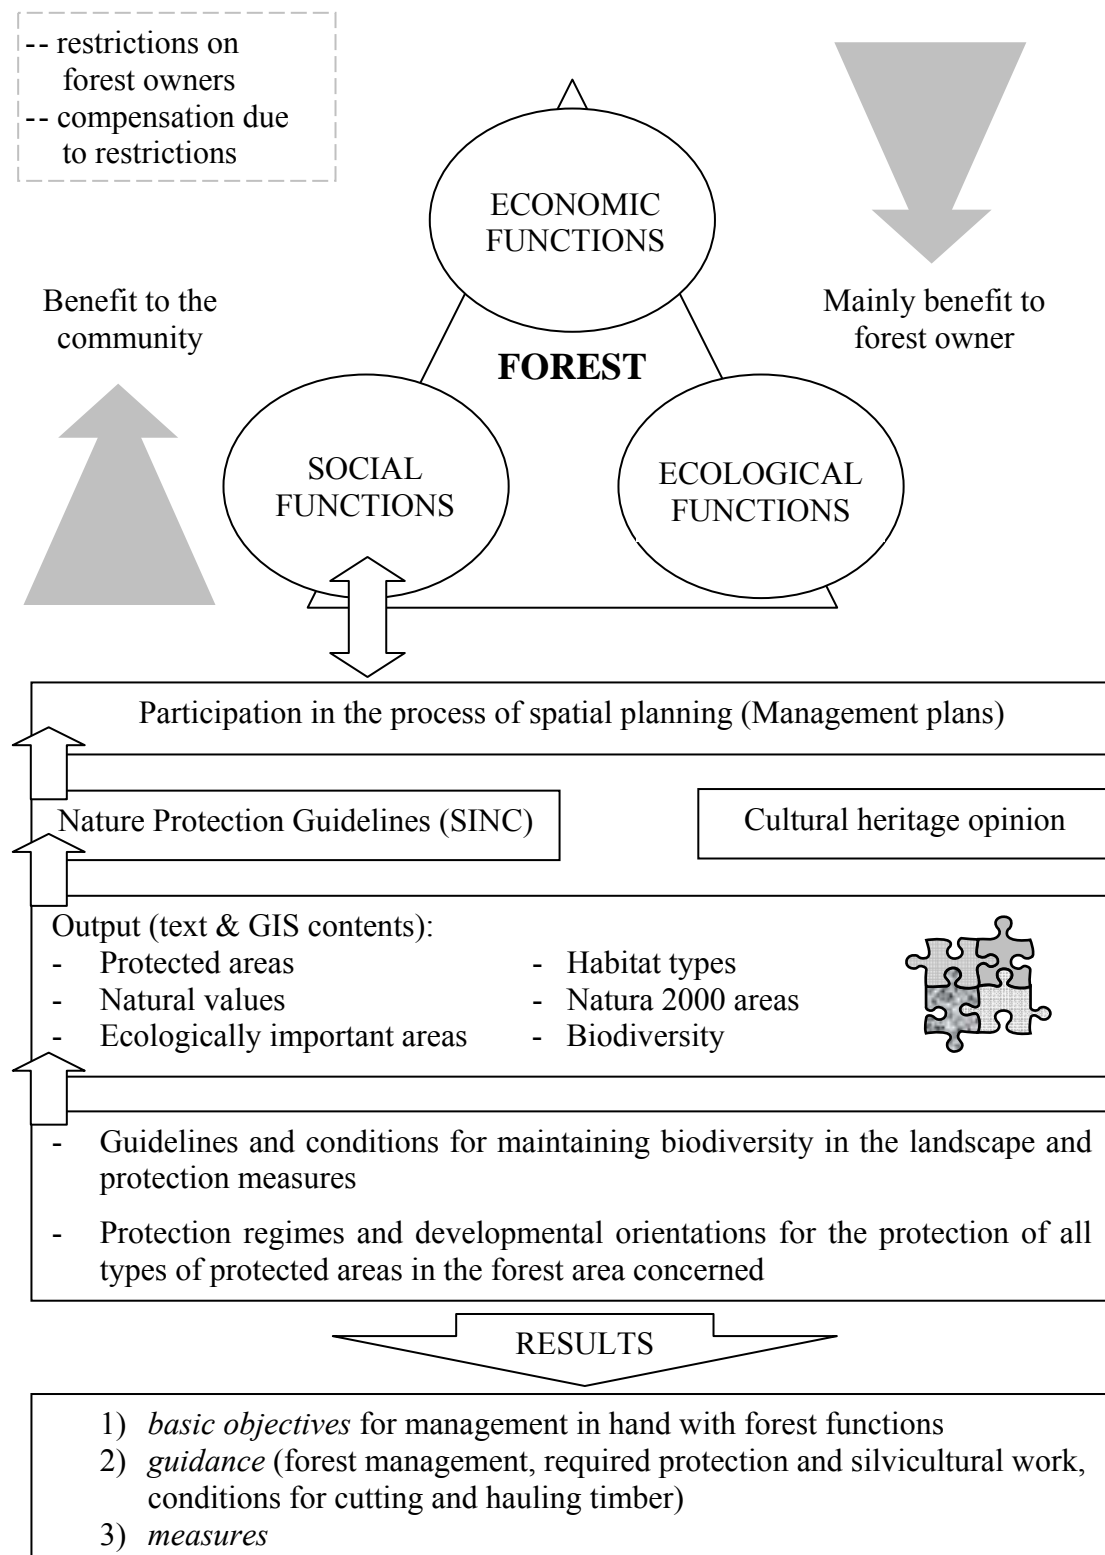 -- restrictions on
forest owners
-- compensation due
to restrictions
ECONOMIC
FUNCTIONS
Benefit to the
community
Mainly benefit to
forest owner
FOREST
SOCIAL
FUNCTIONS
ECOLOGICAL
FUNCTIONS
Participation in the process of spatial planning (Management plans)
Nature Protection Guidelines (SINC)
Cultural heritage opinion
Output (text & GIS contents):
- Protected areas
- Natural values
- Ecologically important areas
- Habitat types
- Natura 2000 areas
- Biodiversity
- Guidelines and conditions for maintaining biodiversity in the landscape and
protection measures
- Protection regimes and developmental orientations for the protection of all
types of protected areas in the forest area concerned
RESULTS
1) basic objectives for management in hand with forest functions
2) guidance (forest management, required protection and silvicultural work,
conditions for cutting and hauling timber)
3) measures